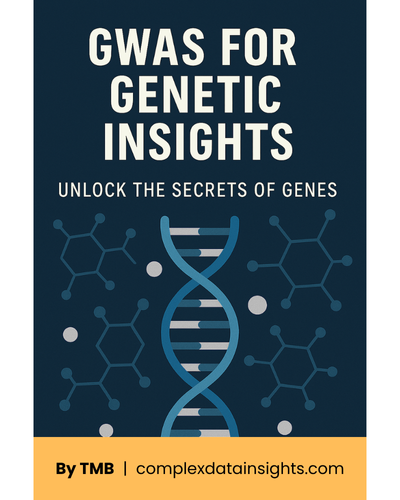 GWAS FOR
GENETIC
INSIGHTS
UNLOCK THE SECRETS OF GENES
By TMB | complexdatainsights.com